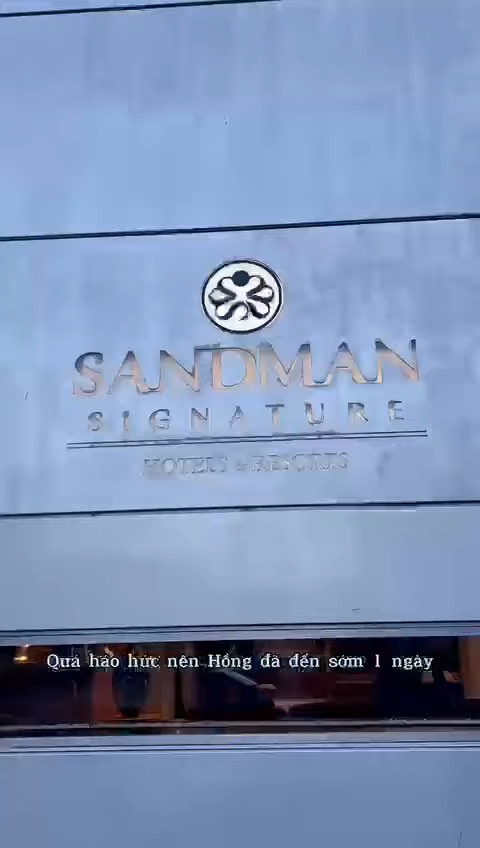 SANDMAN
SIGNATURE
HOTELS & RESORTS
Quá háo hức nên Hồng đã đến sớm 1 ngày